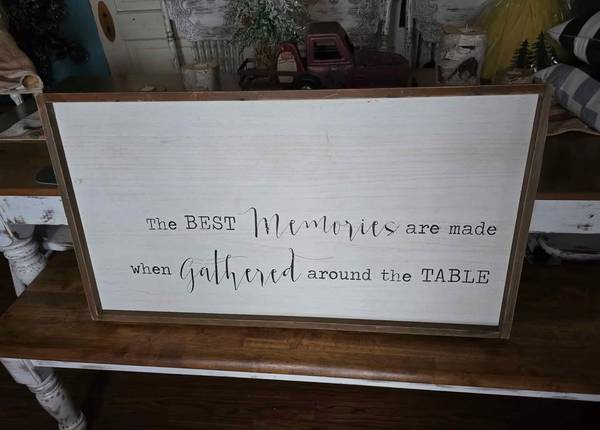 The BEST Memories are made
when gathered around the TABLE